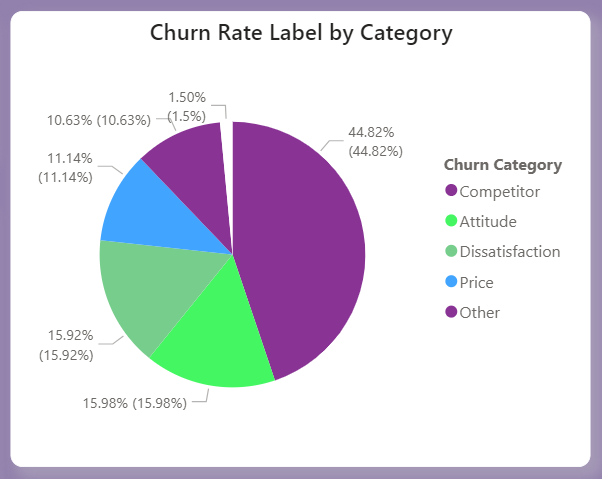 Churn Rate Label by Category
1.50%
(1.5%)
10.63% (10.63%)
11.14%
(11.14%)
15.92%
(15.92%)
15.98% (15.98%)
44.82%
(44.82%)
Churn Category
Competitor
Attitude
Dissatisfaction
Price
Other